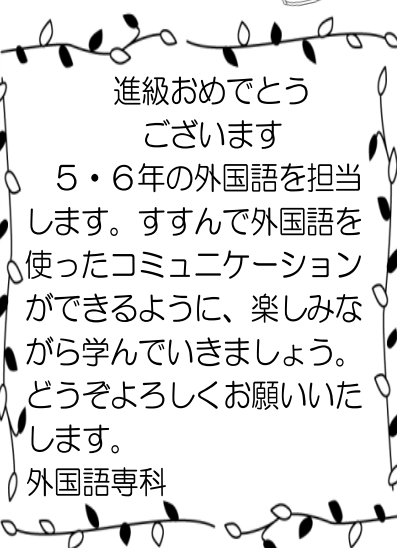 進級おめでとう
ございます
５・６年の外国語を担当
します。すすんで外国語を
使ったコミュニケーション
ができるように、楽しみな
がら学んでいきましょう。
どうぞよろしくお願いいた
します。
外国語専科